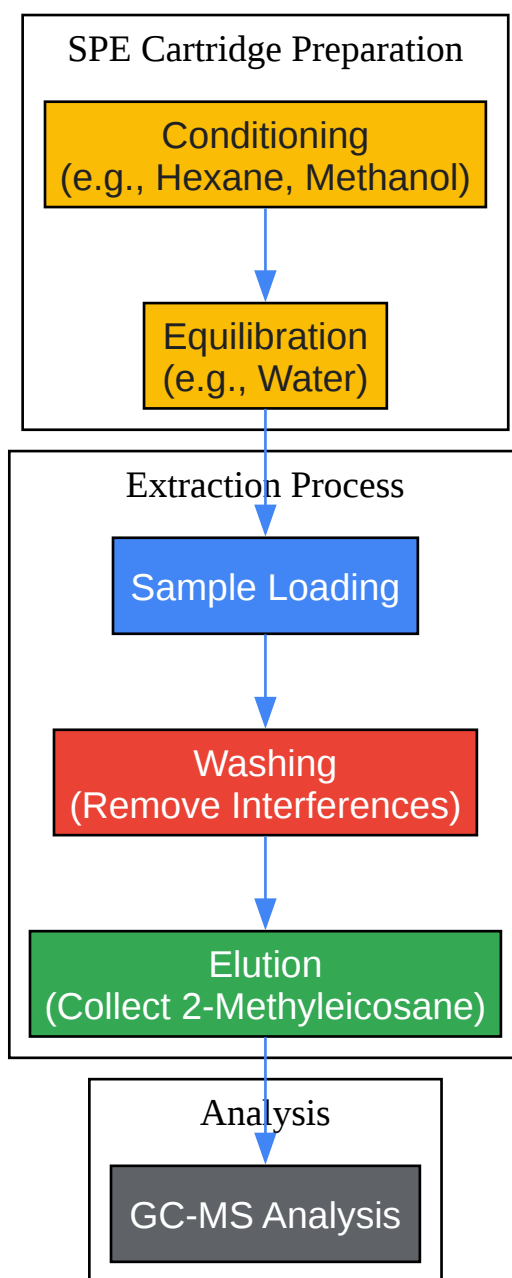 SPE Cartridge Preparation
Conditioning
(e.g., Hexane, Methanol)
Equilibration
(e.g., Water)
Extraction Process
Sample Loading
Washing
(Remove Interferences)
Elution
(Collect 2-Methyleicosane)
Analysis
GC-MS Analysis